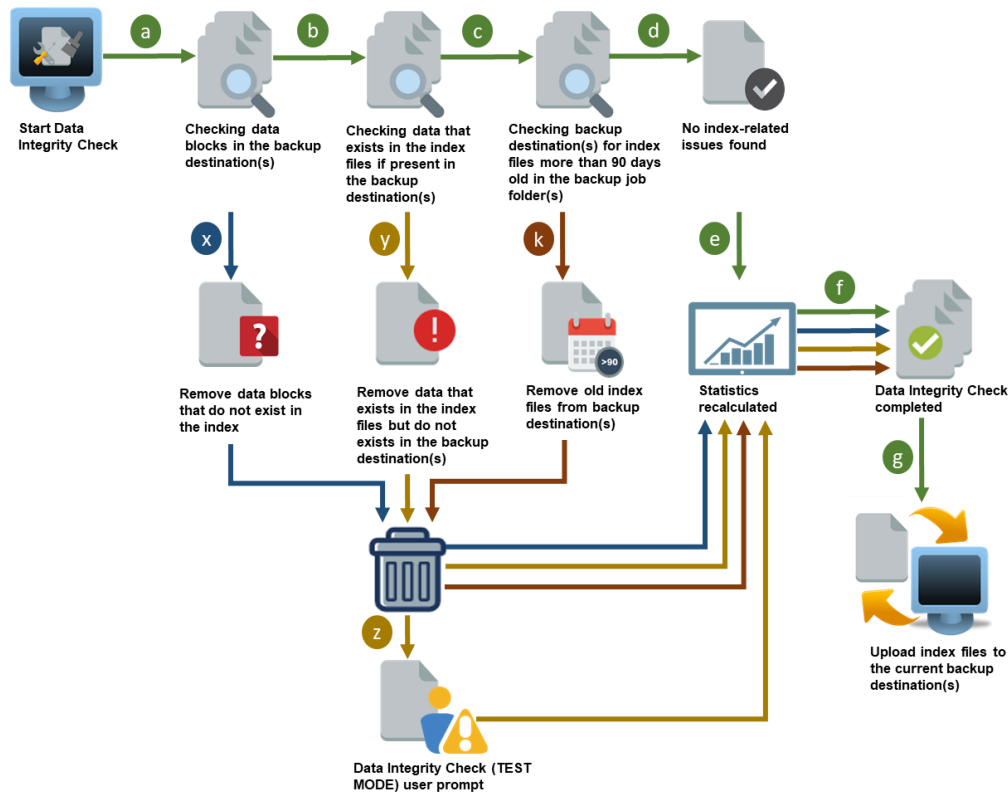 a
b
c
d
Start Data
Integrity Check
Checking data
blocks in the backup
destination(s)
Checking data that
exists in the index
files if present in
the backup
destination(s)
Checking backup
destination(s) for index
files more than 90 days
old in the backup job
folder(s)
No index-related
issues found
x
y
k
e
f
?
!
>90
Remove data blocks
that do not exist in
the index
Remove data that
exists in the index
files but do not
exists in the backup
destination(s)
Remove old index
files from backup
destination(s)
Statistics
recalculated
Data Integrity Check
completed
g
z
!
Upload index files to
the current backup
destination(s)
Data Integrity Check (TEST
MODE) user prompt